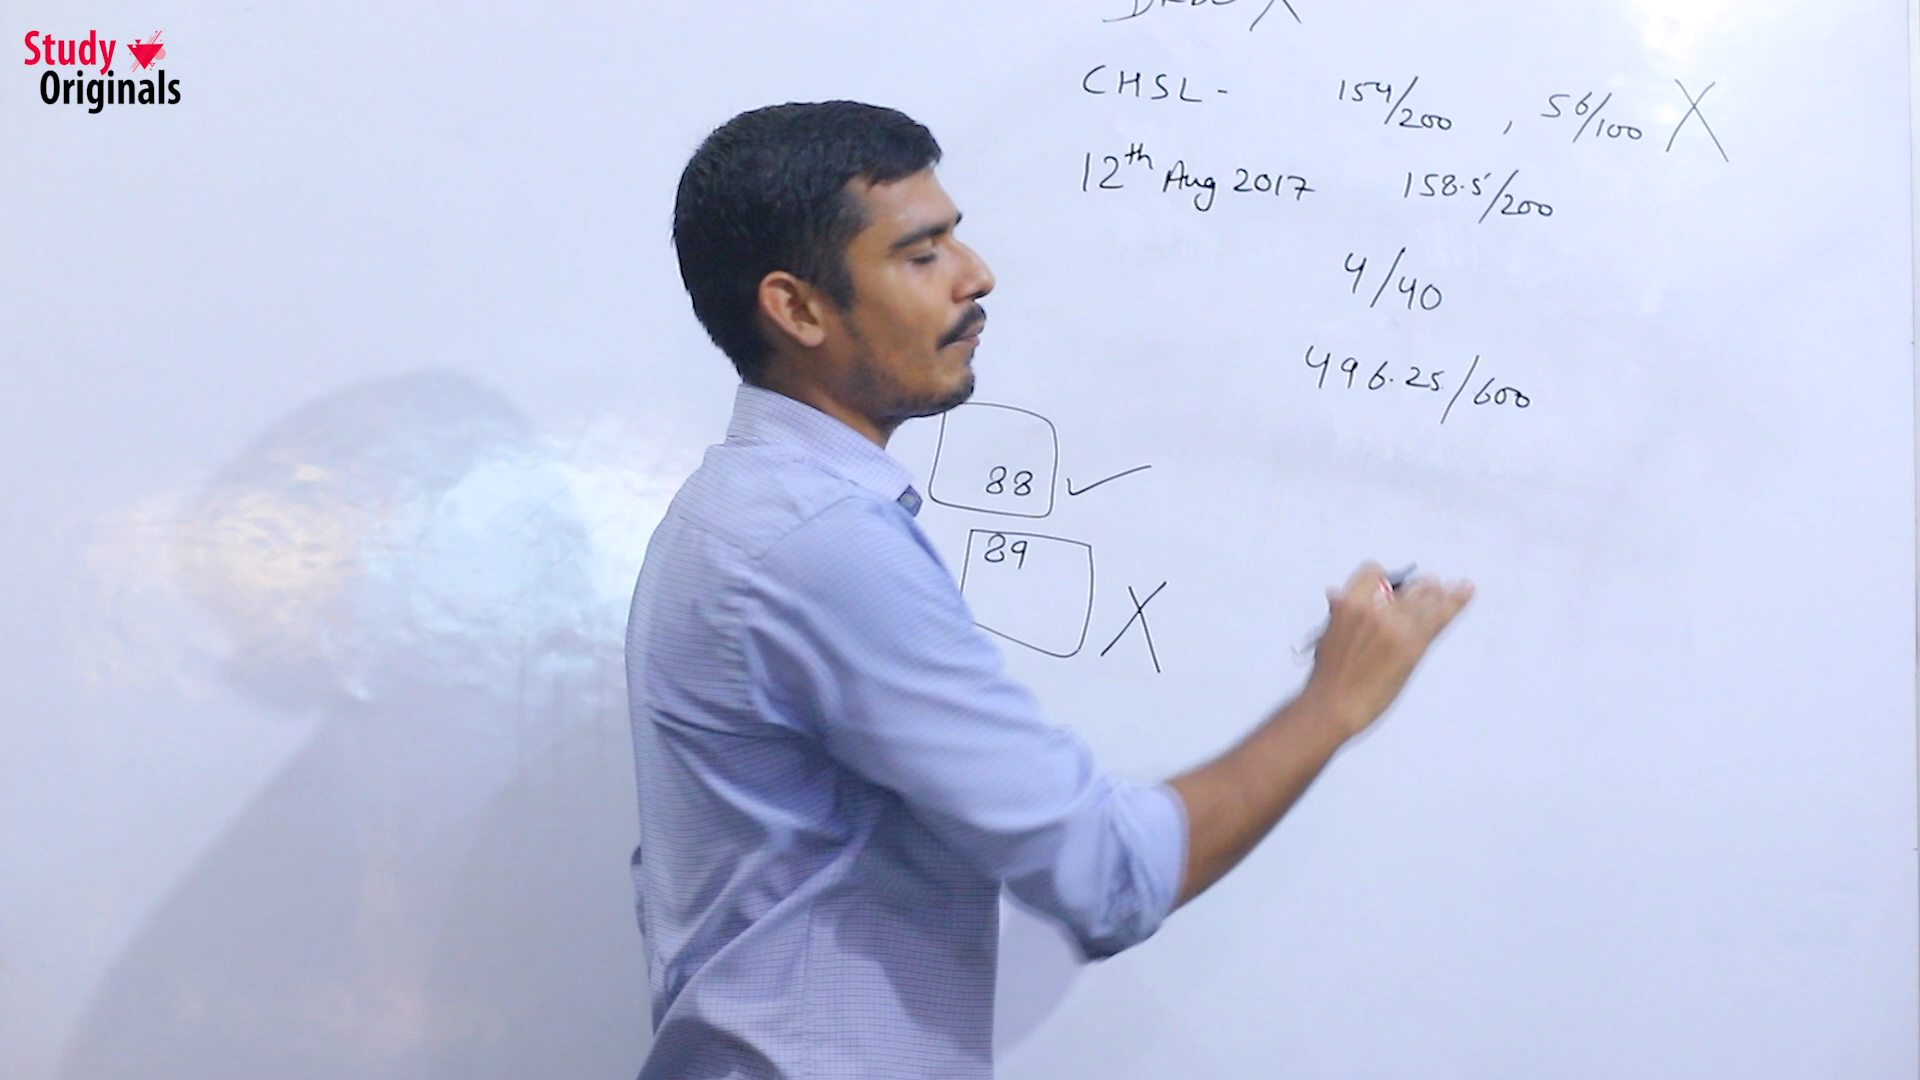 Study
Originals
CHSL - 154/200 , 56/100 X
12th Aug 2017 158.5/200
4/40
496.25/600
88 ✓
89 X